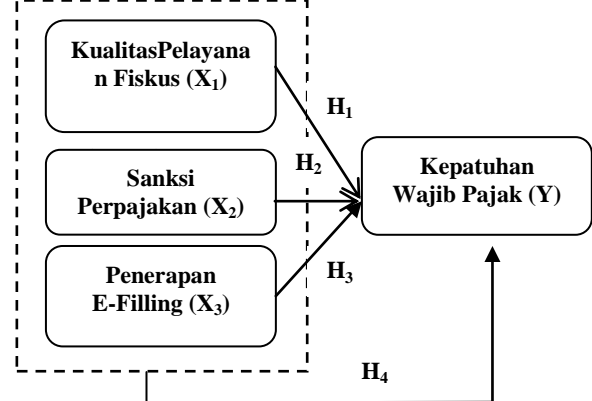 KualitasPelayana
n Fiskus (X₁)
H₁
H₂
Sanksi
Perpajakan (X₂)
Kepatuhan
Wajib Pajak (Y)
Penerapan
E-Filling (X₃)
H₃
H₄